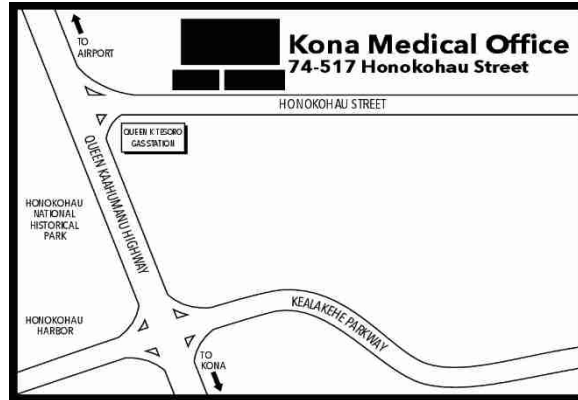 TO
AIRPORT
Kona Medical Office
74-517 Honokohau Street
HONOKOHAU STREET
QUEEN K TESORO
GAS STATION
QUEEN KAAHUMANU HIGHWAY
HONOKOHAU
NATIONAL
HISTORICAL
PARK
HONOKOHAU
HARBOR
KEALAKEHE PARKWAY
TO
KONA